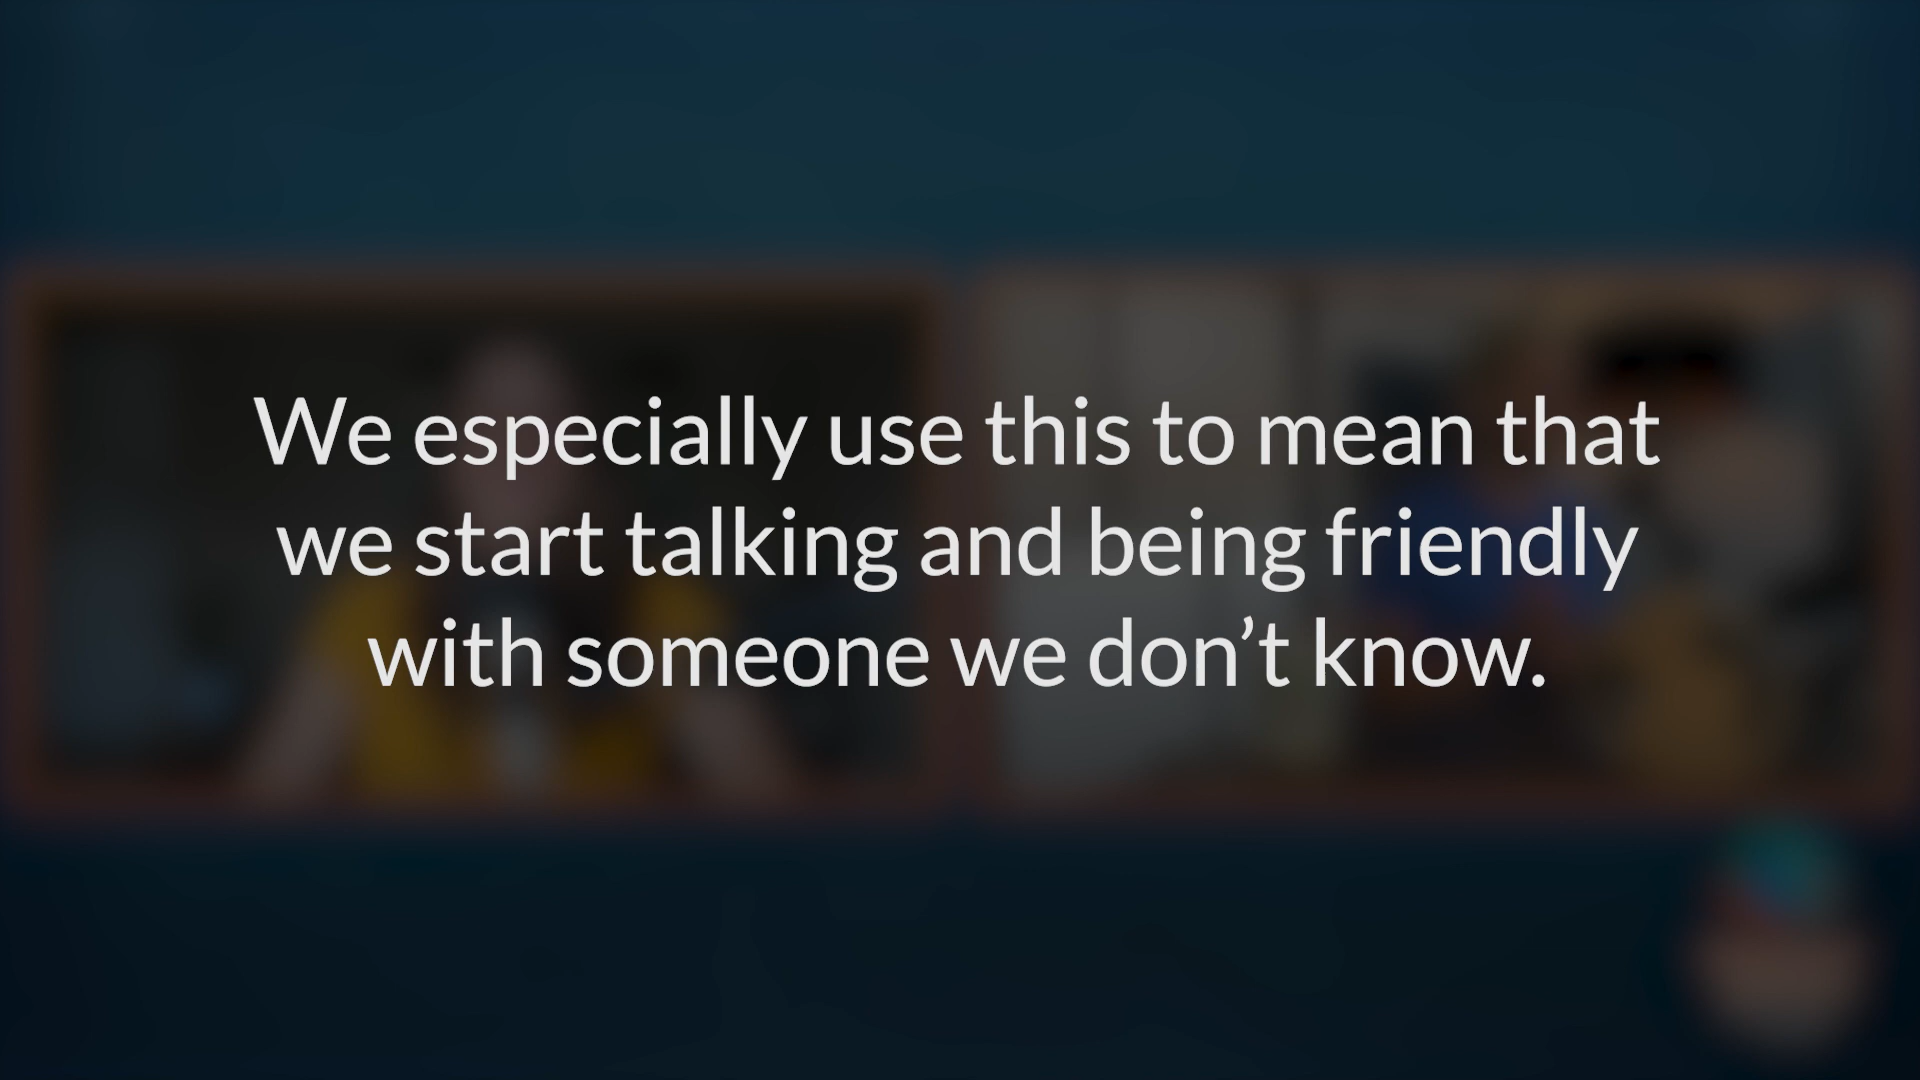 We especially use this to mean that
we start talking and being friendly
with someone we don’t know.